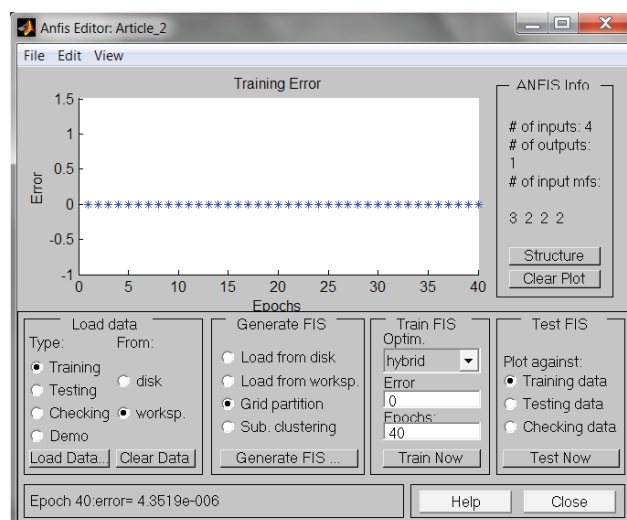 Anfis Editor: Article_2
File Edit View
Training Error
1.5
1
0.5
0
-0.5
-1
Error
0 5 10 15 20 25 30 35 40
Epochs
ANFIS Info
# of inputs: 4
# of outputs:
1
# of input mfs:
3 2 2 2
Structure
Clear Plot
Load data
Type: From:
Training
Testing
Checking
Demo
disk
worksp.
Load Data...
Clear Data
Generate FIS
Load from disk
Load from worksp.
Grid partition
Sub. clustering
Generate FIS ...
Train FIS
Optim.
hybrid
Error
0
Epochs:
40
Train Now
Test FIS
Plot against:
Training data
Testing data
Checking data
Test Now
Epoch 40:error= 4.3519e-006
Help
Close